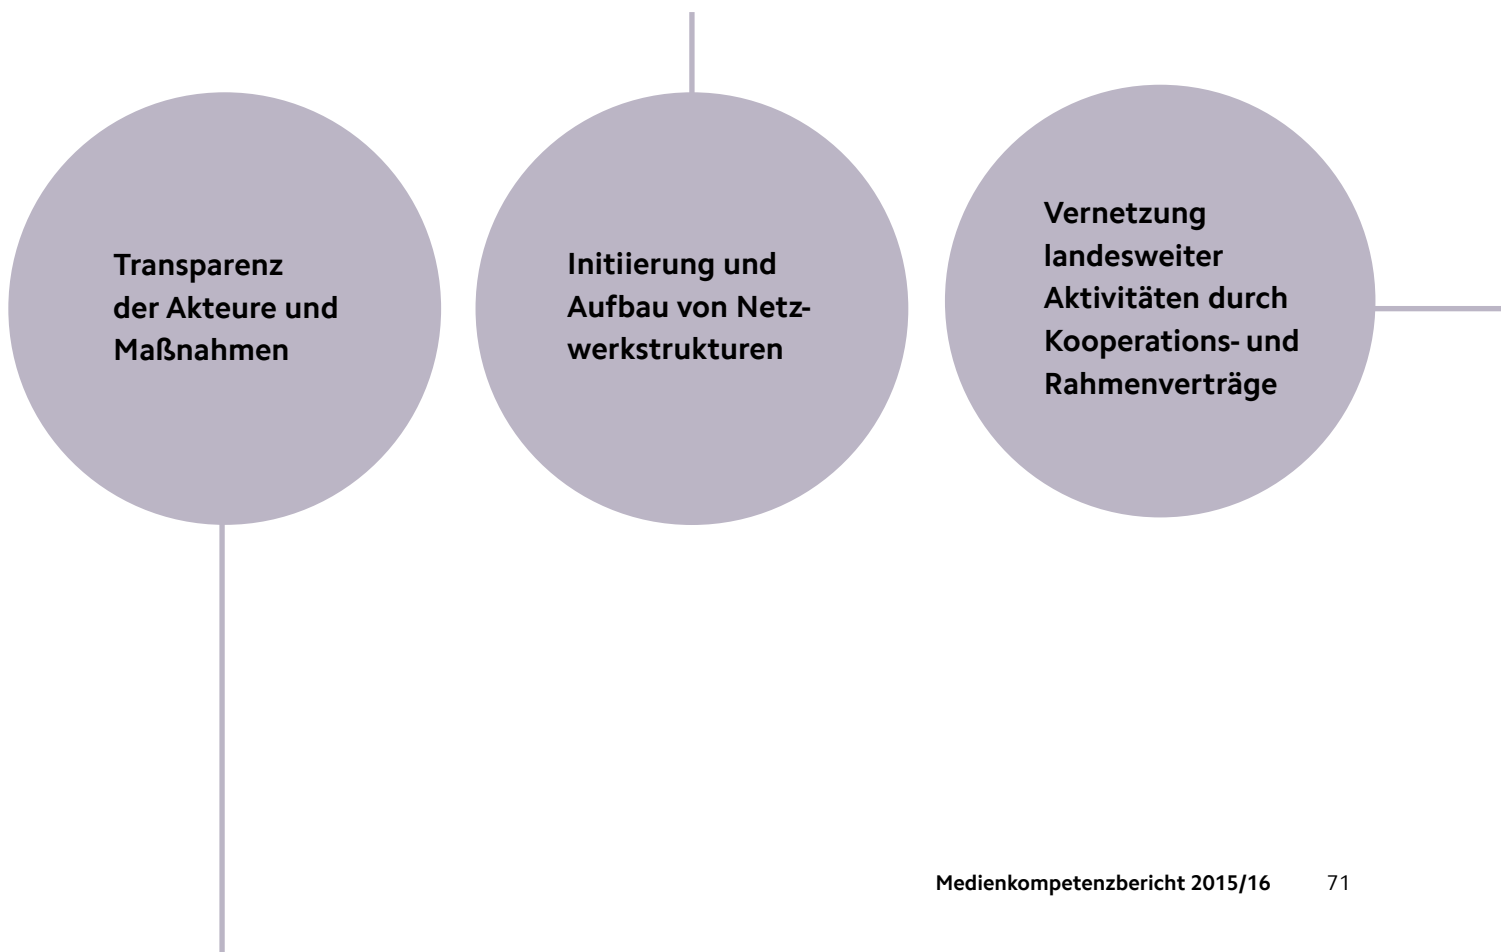 Transparenz
der Akteure und
Maßnahmen
Initiierung und
Aufbau von Netz-
werkstrukturen
Vernetzung
landesweiter
Aktivitäten durch
Kooperations- und
Rahmenverträge
Medienkompetenzbericht 2015/16 71